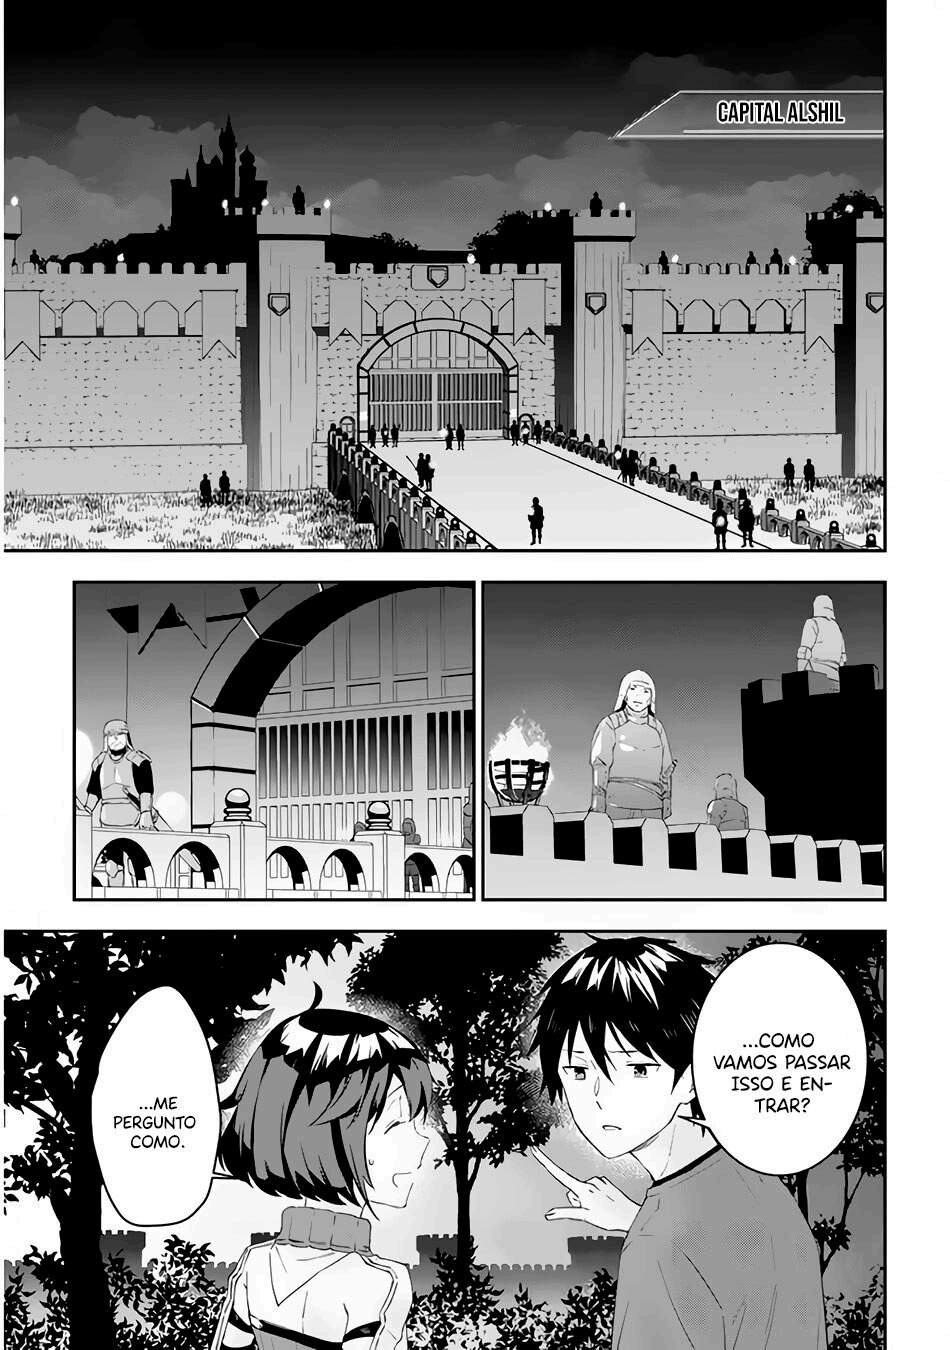 CAPITAL ALSHIL
...COMO
VAMOS PASSAR
ISSO E EN-
TRAR?
...ME
PERGUNTO
COMO.